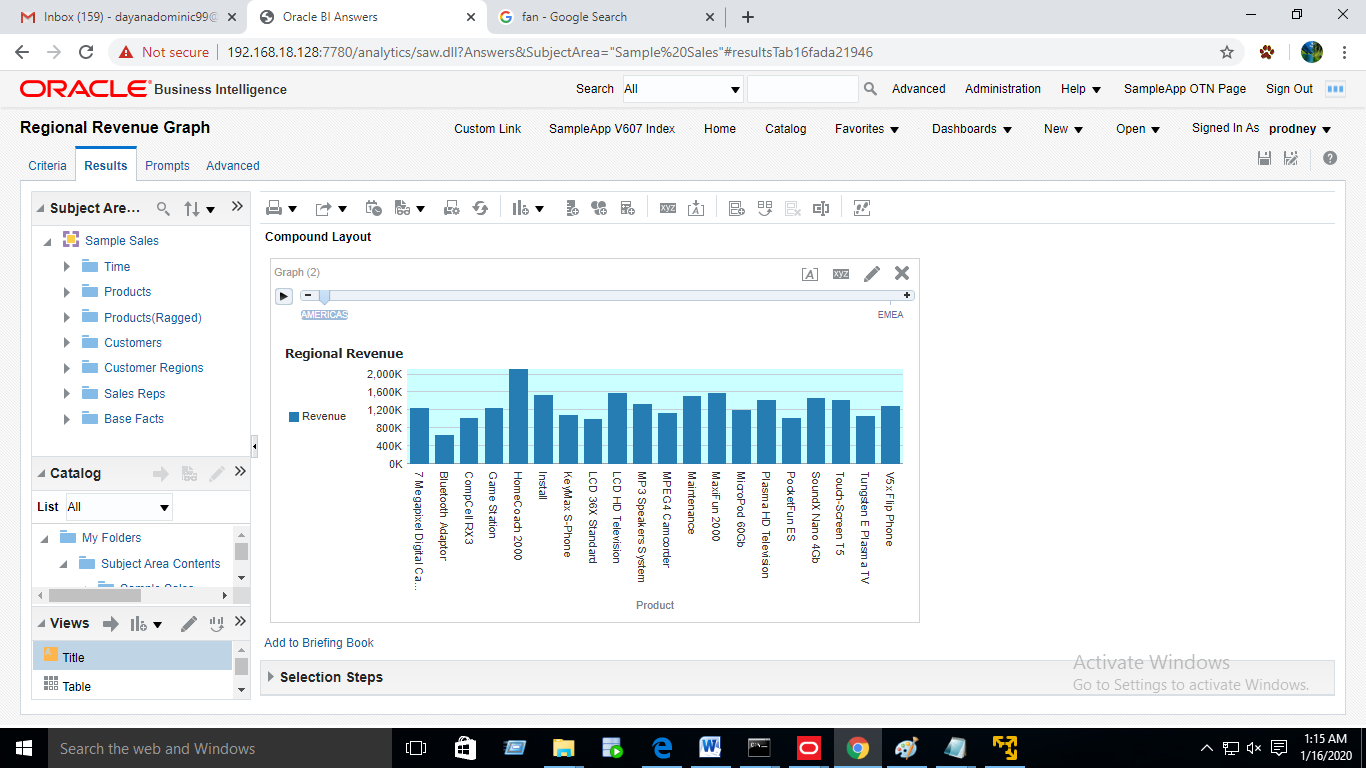 Inbox (159) - dayanadominic99@
Oracle BI Answers
fan - Google Search
Not secure
192.168.18.128:7780/analytics/saw.dll?Answers&SubjectArea="Sample%20Sales"#resultsTab16fada21946
ORACLE Business Intelligence
Search All Advanced Administration Help SampleApp OTN Page Sign Out
Regional Revenue Graph
Custom Link SampleApp V607 Index Home Catalog Favorites Dashboards New Open Signed In As prodney
Criteria Results Prompts Advanced
Subject Are...
Sample Sales
Time
Products
Products(Ragged)
Customers
Customer Regions
Sales Reps
Base Facts
Catalog
List All
My Folders
Subject Area Contents
Views
Title
Table
Compound Layout
Graph (2)
AMERICAS
EMEA
Regional Revenue
Revenue
2,000K
1,600K
1,200K
800K
400K
0K
7 Megapixel Digital Ca...
Bluetooth Adaptor
CompCell RX3
Game Station
HomeCoach 2000
Install
KeyMax S-Phone
LCD 36X Standard
LCD HD Television
MP3 Speakers System
MPEG4 Camcorder
Maintenance
MaxiFun 2000
MicroPod 60Gb
Plasma HD Television
PocketFun ES
SoundX Nano 4Gb
Touch-Screen T5
Tungsten E Plasma TV
V5x Flip Phone
Product
Add to Briefing Book
Selection Steps
Activate Windows
Go to Settings to activate Windows.
Search the web and Windows
1:15 AM
1/16/2020